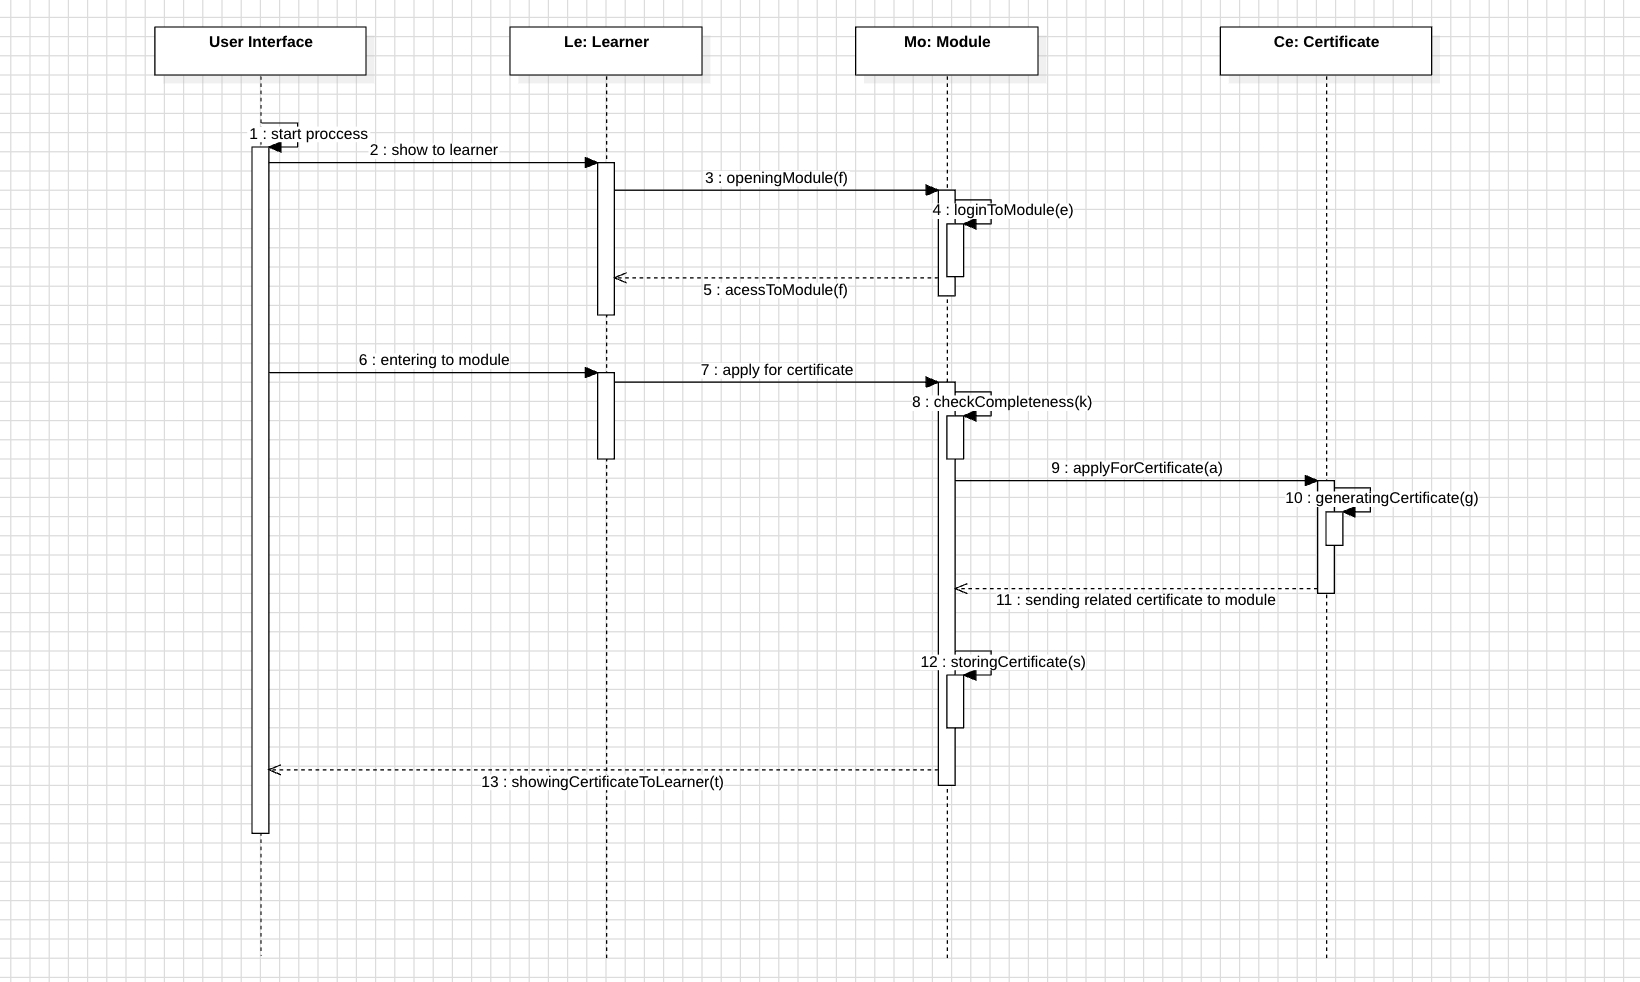 User Interface
Le: Learner
Mo: Module
Ce: Certificate
1 : start proccess
2 : show to learner
3 : openingModule(f)
4 : loginToModule(e)
5 : acessToModule(f)
6 : entering to module
7 : apply for certificate
8 : checkCompleteness(k)
9 : applyForCertificate(a)
10 : generatingCertificate(g)
11 : sending related certificate to module
12 : storingCertificate(s)
13 : showingCertificateToLearner(t)